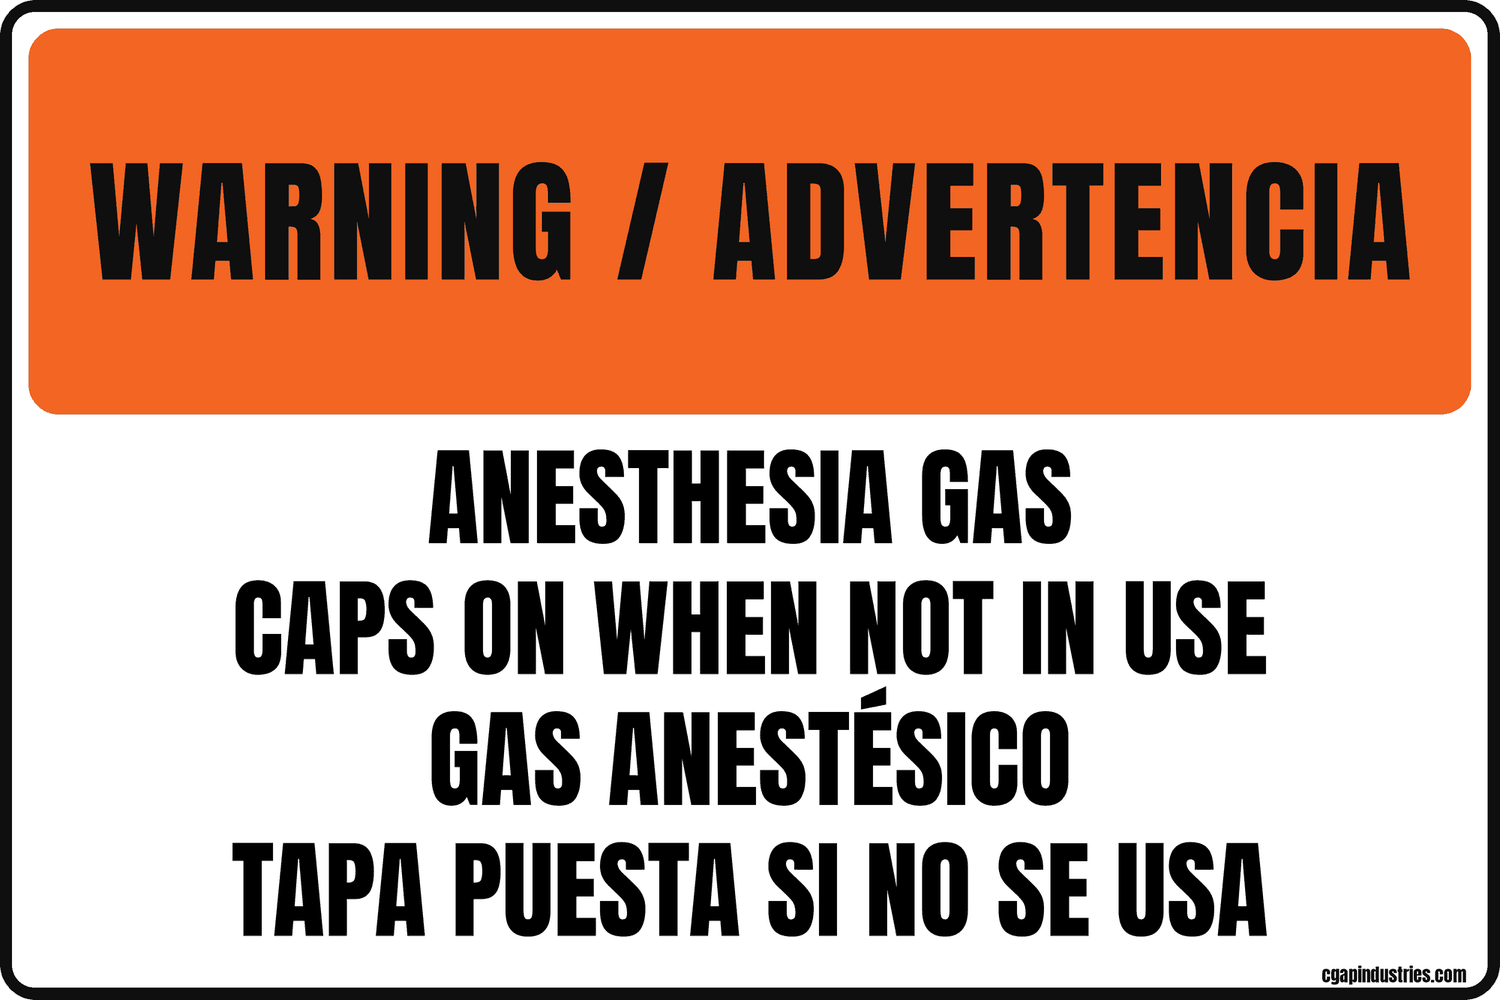 WARNING / ADVERTENCIA
ANESTHESIA GAS
CAPS ON WHEN NOT IN USE
GAS ANESTÉSICO
TAPA PUESTA SI NO SE USA
cgapindustries.com